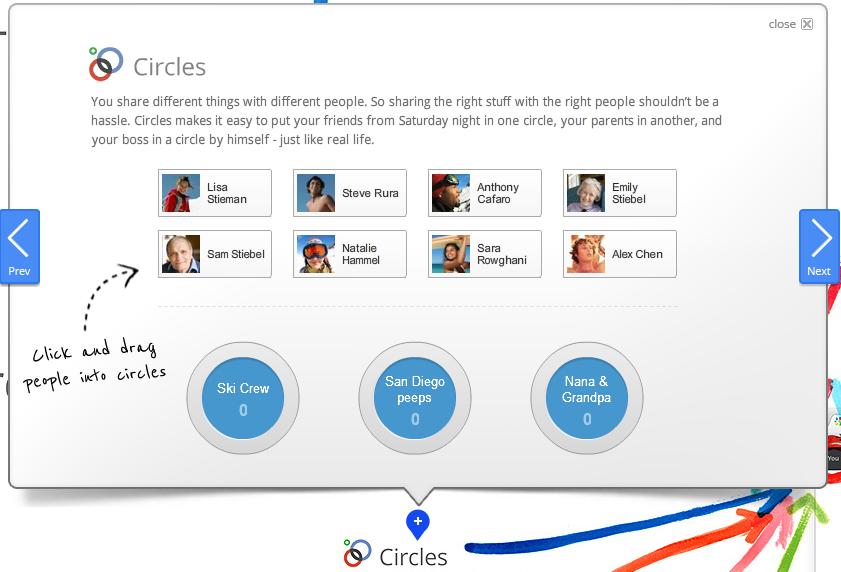 close
Circles
You share different things with different people. So sharing the right stuff with the right people shouldn't be a
hassle. Circles makes it easy to put your friends from Saturday night in one circle, your parents in another, and
your boss in a circle by himself - just like real life.
Lisa
Stieman
Steve Rura
Anthony
Cafaro
Emily
Stiebel
Sam Stiebel
Natalie
Hammel
Sara
Rowghani
Alex Chen
Prev
Next
Click and drag
people into circles
Ski Crew
0
San Diego
peeps
0
Nana &
Grandpa
0
You
Circles